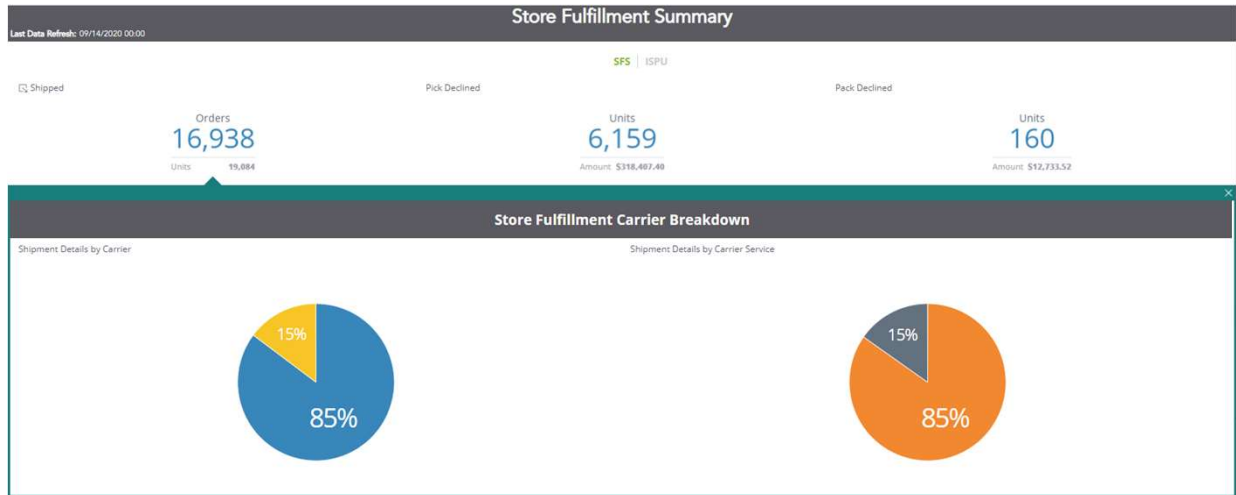 Store Fulfillment Summary
Last Data Refresh: 09/14/2020 00:00
SFS | ISPU
Shipped
Pick Declined
Pack Declined
Orders
16,938
Units 19,084
Units
6,159
Amount $318,407.40
Units
160
Amount $12,733.52
Store Fulfillment Carrier Breakdown
Shipment Details by Carrier
Shipment Details by Carrier Service
15%
85%
15%
85%